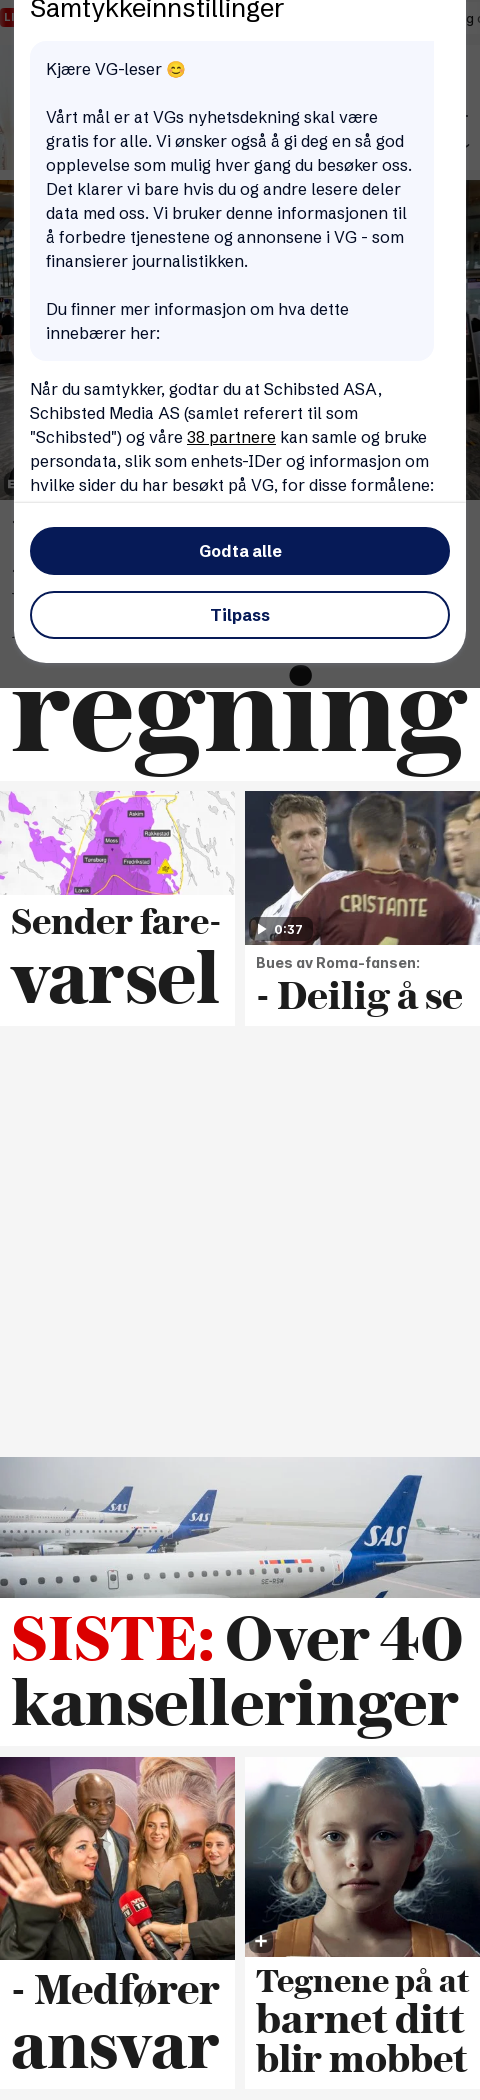 Samtykkeinnstillinger
Kjære VG-leser 😊
Vårt mål er at VGs nyhetsdekning skal være
gratis for alle. Vi ønsker også å gi deg en så god
opplevelse som mulig hver gang du besøker oss.
Det klarer vi bare hvis du og andre lesere deler
data med oss. Vi bruker denne informasjonen til
å forbedre tjenestene og annonsene i VG - som
finansierer journalistikken.
Du finner mer informasjon om hva dette
innebærer her:
Når du samtykker, godtar du at Schibsted ASA,
Schibsted Media AS (samlet referert til som
"Schibsted") og våre 38 partnere kan samle og bruke
persondata, slik som enhets-IDer og informasjon om
hvilke sider du har besøkt på VG, for disse formålene:
Godta alle
Tilpass
regning
Askim
Moss
Rakkestad
Tønsberg
Fredrikstad
Larvik
Sender fare-
varsel
CRISTANTE
4
0:37
Bues av Roma-fansen:
- Deilig å se
SAS
SAS
SAS
SE-RSW
SISTE: Over 40
kanselleringer
- Medfører
ansvar
Tegnene på at
barnet ditt
blir mobbet